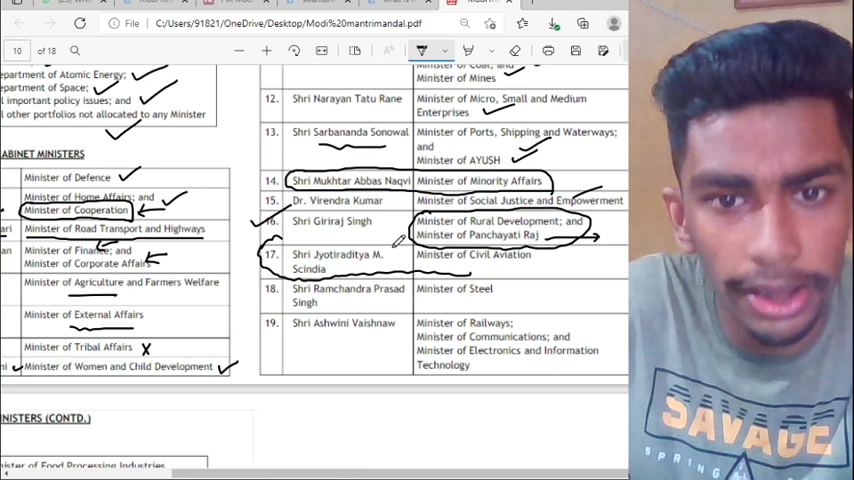 File
C:/Users/91821/OneDrive/Desktop/Modi%20mantrimandal.pdf
10 of 18
epartment of Atomic Energy;
epartment of Space;
l important policy issues; and
l other portfolios not allocated to any Minister
ABINET MINISTERS
Minister of Defence
Minister of Home Affairs; and
Minister of Cooperation
ari Minister of Road Transport and Highways
an Minister of Finance; and
Minister of Corporate Affairs
Minister of Agriculture and Farmers Welfare
Minister of External Affairs
Minister of Tribal Affairs
ni Minister of Women and Child Development
INISTERS (CONTD.)
inister of Food Processing Industries
Minister of Coal; and
Minister of Mines
12. Shri Narayan Tatu Rane Minister of Micro, Small and Medium
Enterprises
13. Shri Sarbananda Sonowal Minister of Ports, Shipping and Waterways;
and
Minister of AYUSH
14. Shri Mukhtar Abbas Naqvi Minister of Minority Affairs
15. Dr. Virendra Kumar Minister of Social Justice and Empowerment
16. Shri Giriraj Singh Minister of Rural Development; and
Minister of Panchayati Raj
17. Shri Jyotiraditya M. Minister of Civil Aviation
Scindia
18. Shri Ramchandra Prasad Minister of Steel
Singh
19. Shri Ashwini Vaishnaw Minister of Railways;
Minister of Communications; and
Minister of Electronics and Information
Technology
SAVAGE
SPRING